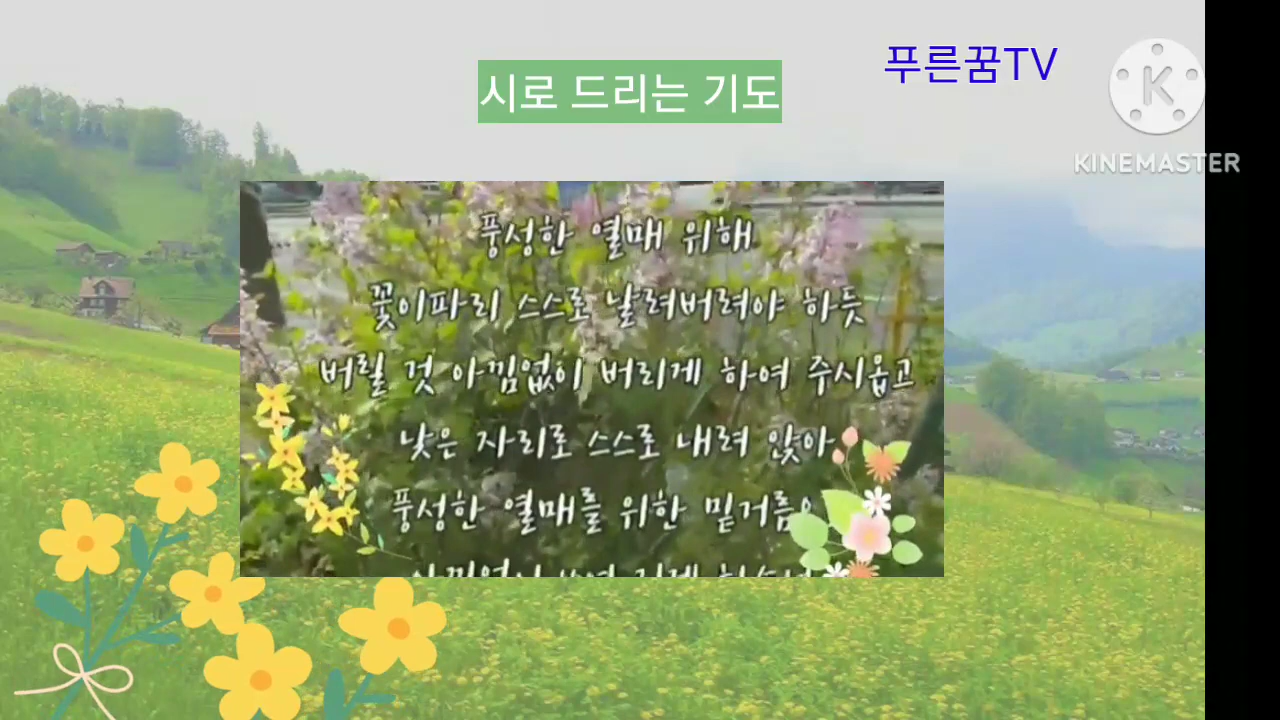 푸른꿈TV
시로 드리는 기도
KINEMASTER
풍성한 열매 위해
꽃이파리 스스로 날려버려야 하듯
버릴 것 아낌없이 버리게 하여 주시옵고
낮은 자리로 스스로 내려 앉아
풍성한 열매를 위한